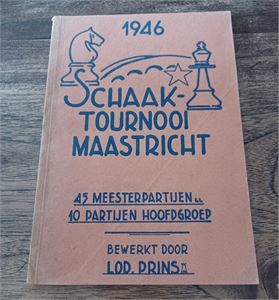 1946
SCHAAK-
TOURNOOI
MAASTRICHT
45 MEESTERPARTIJEN
10 PARTIJEN HOOFDGROEP
BEWERKT DOOR
LOD. PRINS